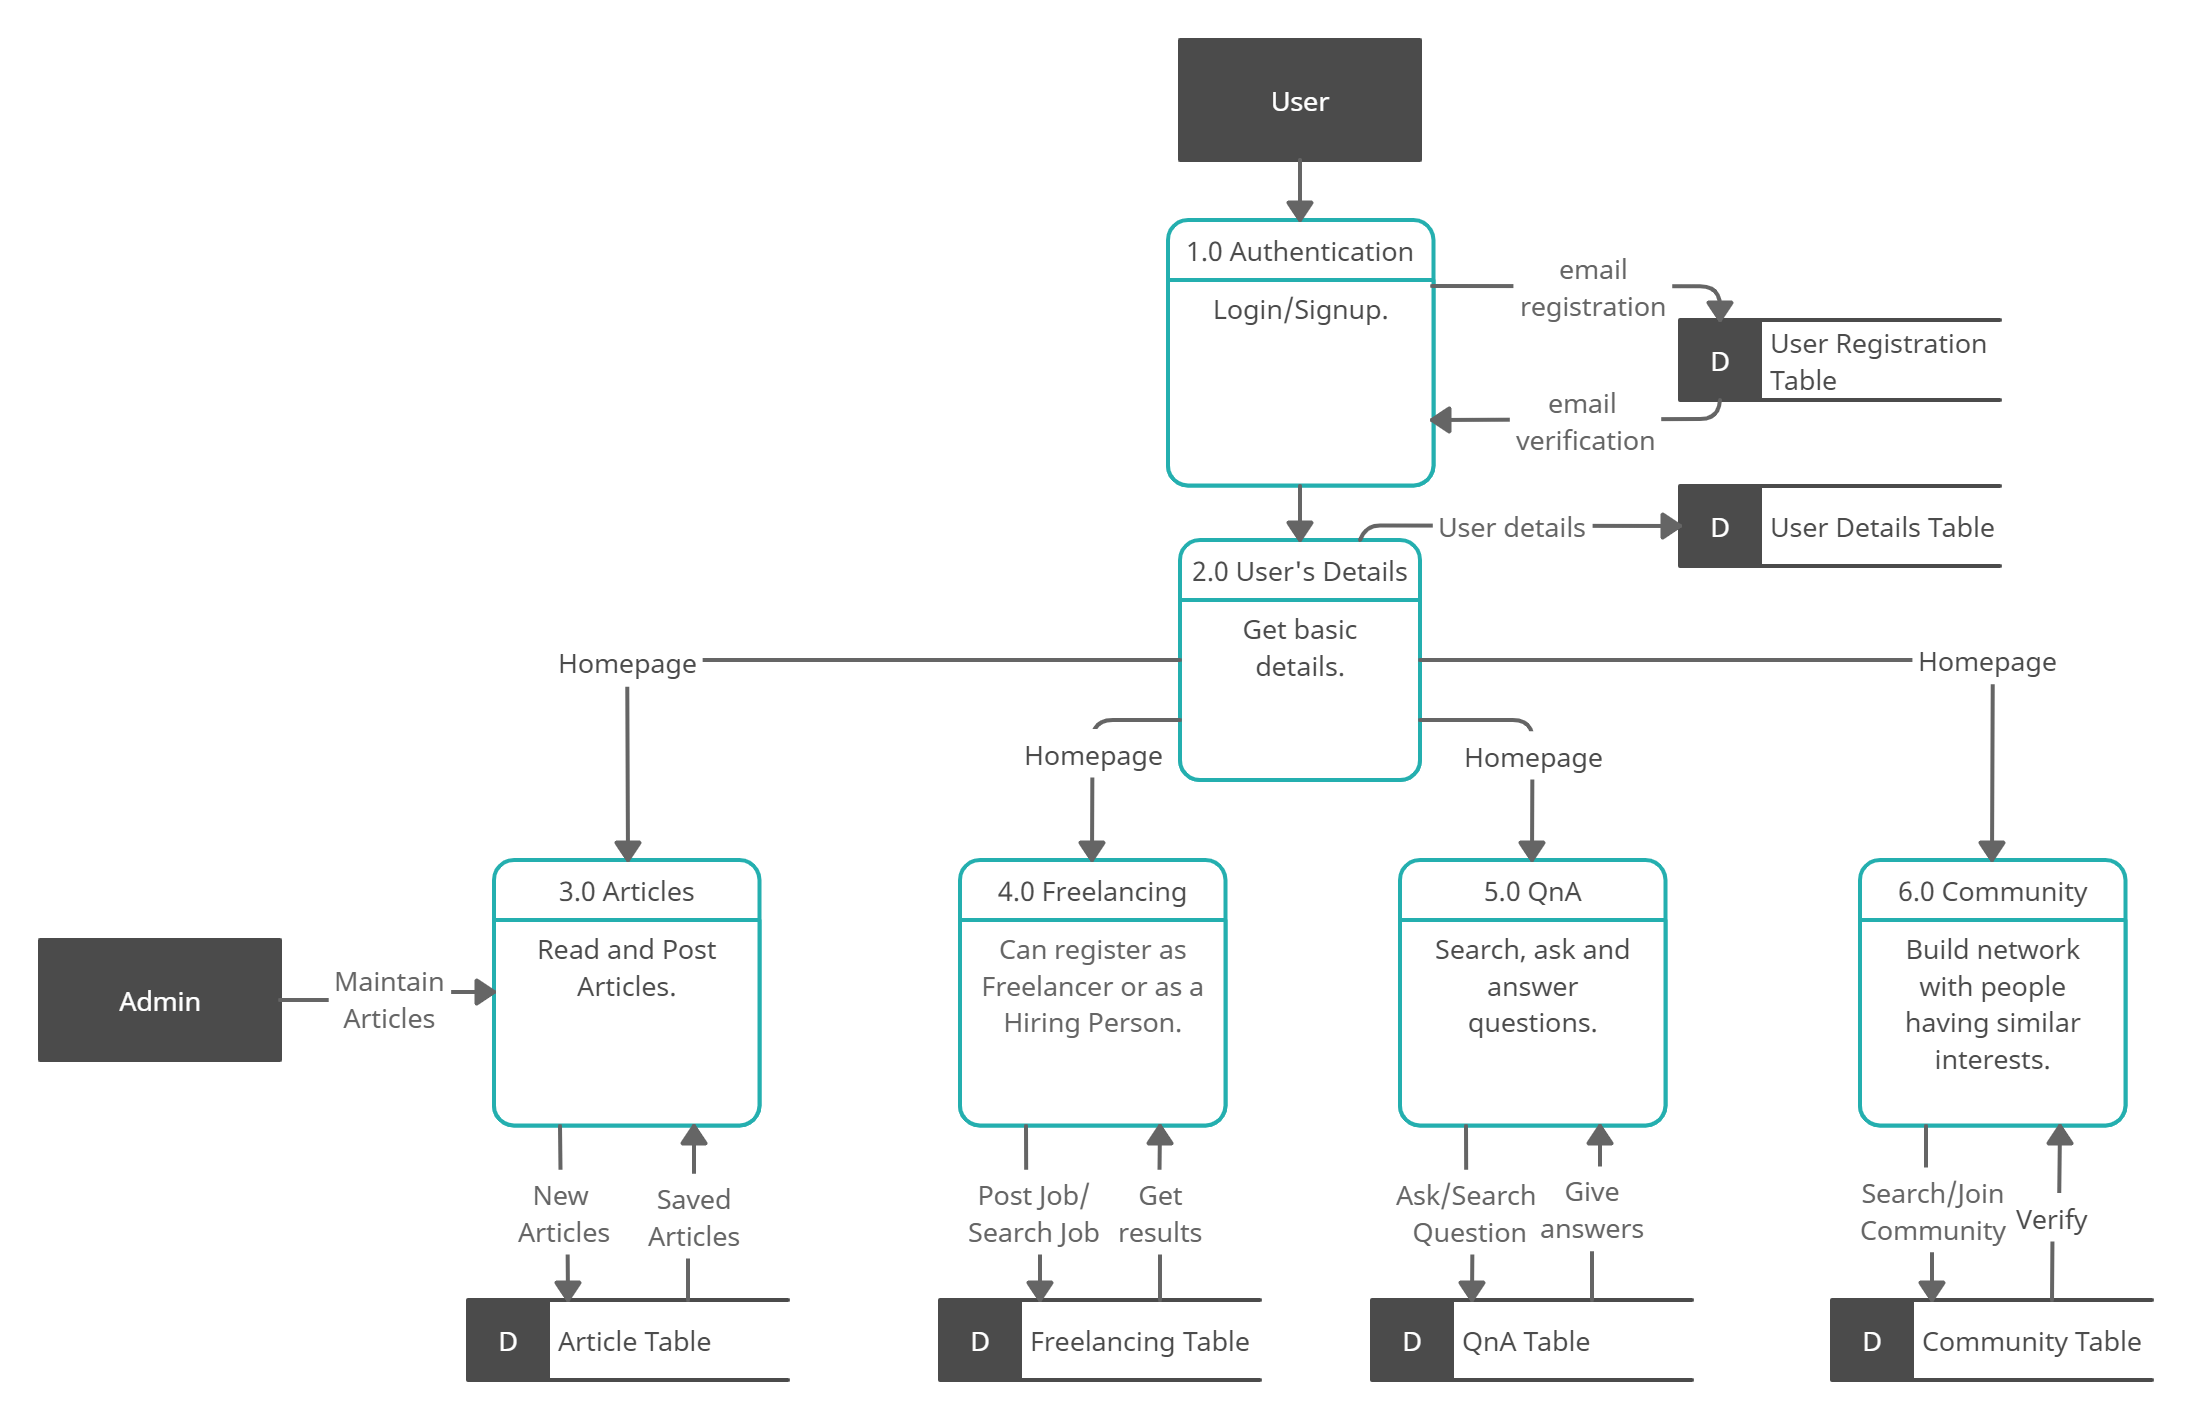 User
1.0 Authentication
Login/Signup.
email
registration
D
User Registration
Table
email
verification
User details
D
User Details Table
2.0 User's Details
Get basic
details.
Homepage
Homepage
Homepage
Homepage
3.0 Articles
Read and Post
Articles.
4.0 Freelancing
Can register as
Freelancer or as a
Hiring Person.
5.0 QnA
Search, ask and
answer
questions.
6.0 Community
Build network
with people
having similar
interests.
Admin
Maintain
Articles
New
Articles
Saved
Articles
Post Job/
Search Job
Get
results
Ask/Search
Question
Give
answers
Search/Join
Community
Verify
D
Article Table
D
Freelancing Table
D
QnA Table
D
Community Table